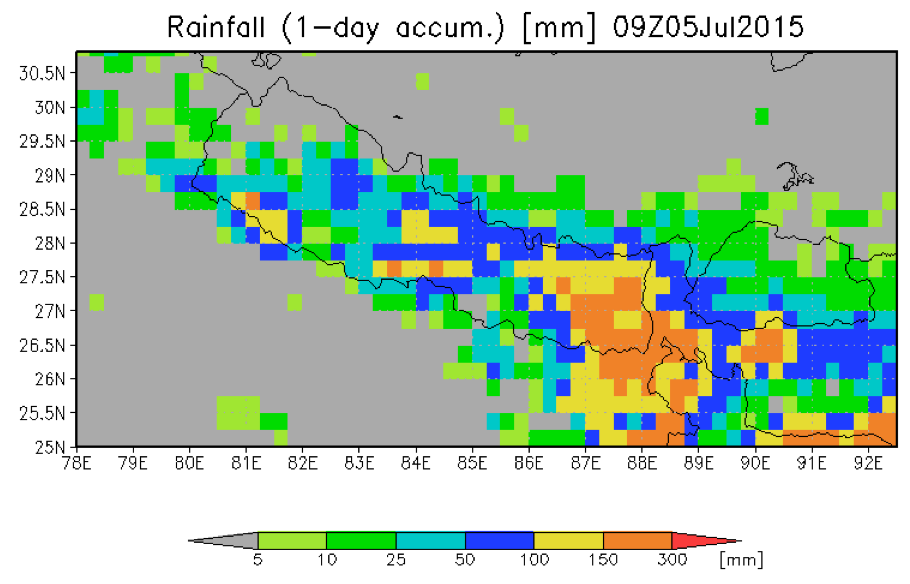 Rainfall (1-day accum.) [mm] 09Z05Jul2015
30.5N
30N
29.5N
29N
28.5N
28N
27.5N
27N
26.5N
26N
25.5N
25N
78E 79E 80E 81E 82E 83E 84E 85E 86E 87E 88E 89E 90E 91E 92E
5 10 25 50 100 150 300 [mm]